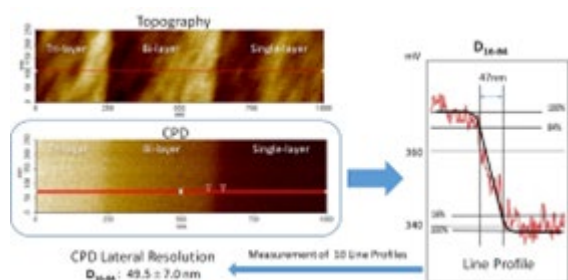 Topography
Tri-layer Bi-layer Single-layer
0 250 500 750 1000
CPD
Tri-layer Bi-layer Single-layer
0 250 500 750 1000
CPD Lateral Resolution
D16-84: 49.5 ± 7.0 nm
Measurement of 10 Line Profiles
D16-84
mV
47nm
100%
84%
360
16%
340
100%
Line Profile